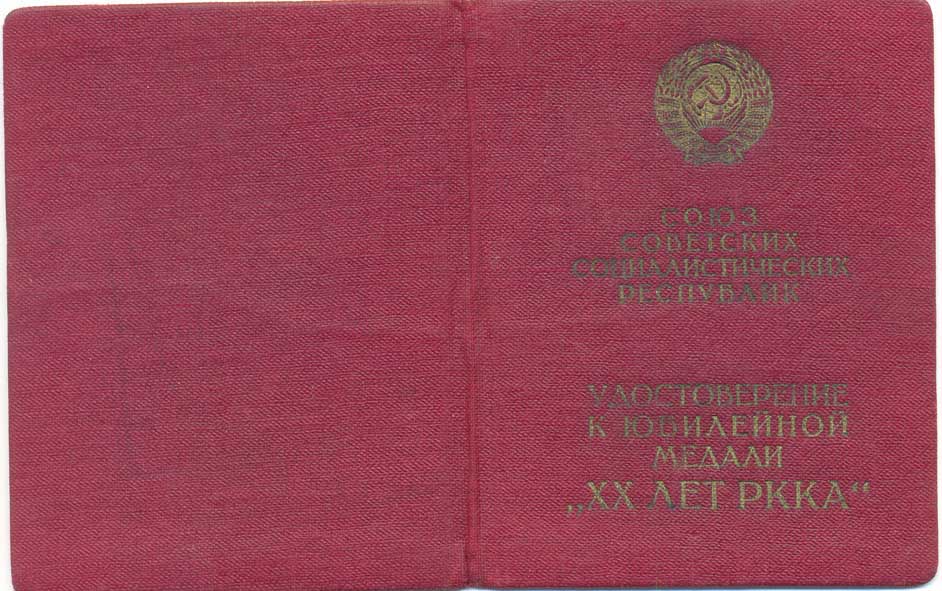 СОЮЗ
СОВЕТСКИХ
СОЦИАЛИСТИЧЕСКИХ
РЕСПУБЛИК
УДОСТОВЕРЕНИЕ
К ЮБИЛЕЙНОЙ
МЕДАЛИ
„XX ЛЕТ РККА“